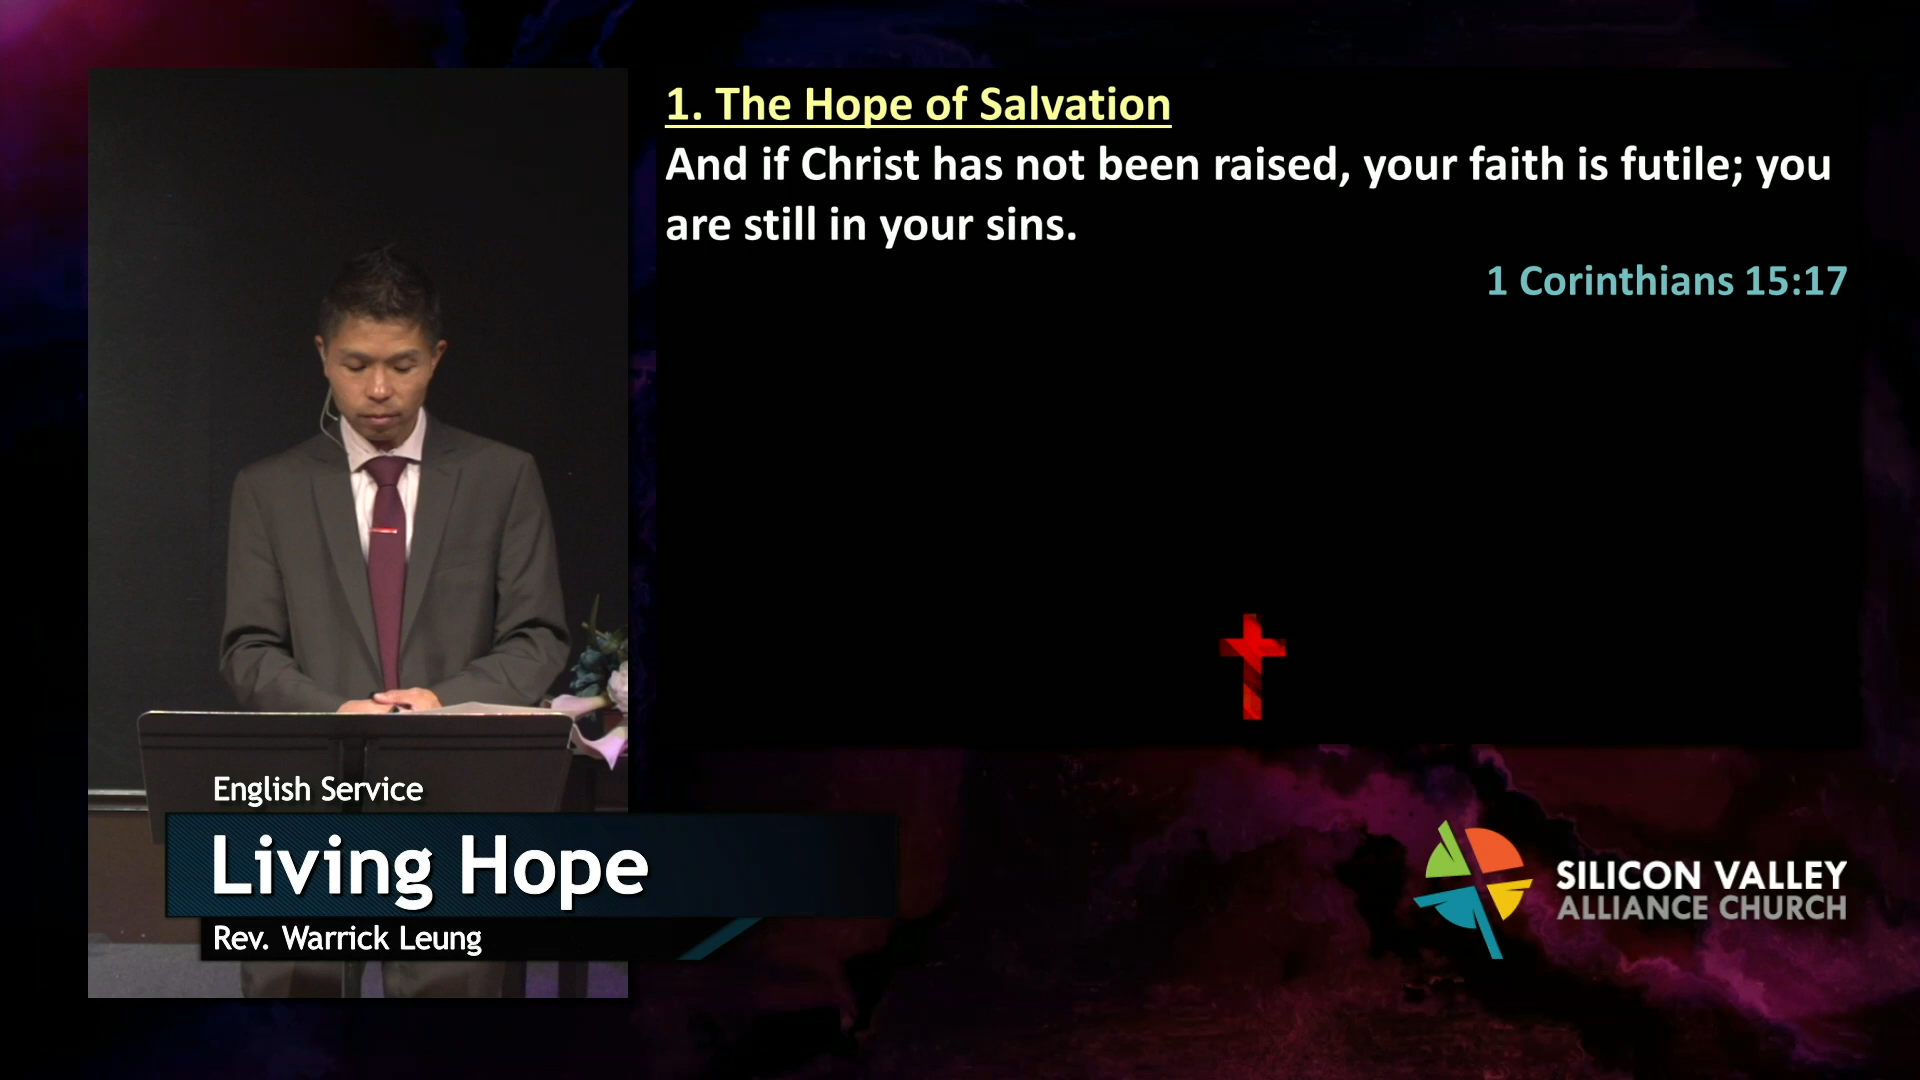 1. The Hope of Salvation
And if Christ has not been raised, your faith is futile; you
are still in your sins.
1 Corinthians 15:17
English Service
Living Hope
Rev. Warrick Leung
SILICON VALLEY
ALLIANCE CHURCH